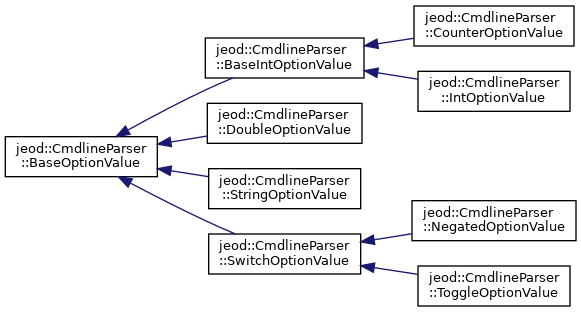 jeod::CmdlineParser
::BaseOptionValue
jeod::CmdlineParser
::BaseIntOptionValue
jeod::CmdlineParser
::DoubleOptionValue
jeod::CmdlineParser
::StringOptionValue
jeod::CmdlineParser
::SwitchOptionValue
jeod::CmdlineParser
::CounterOptionValue
jeod::CmdlineParser
::IntOptionValue
jeod::CmdlineParser
::NegatedOptionValue
jeod::CmdlineParser
::ToggleOptionValue